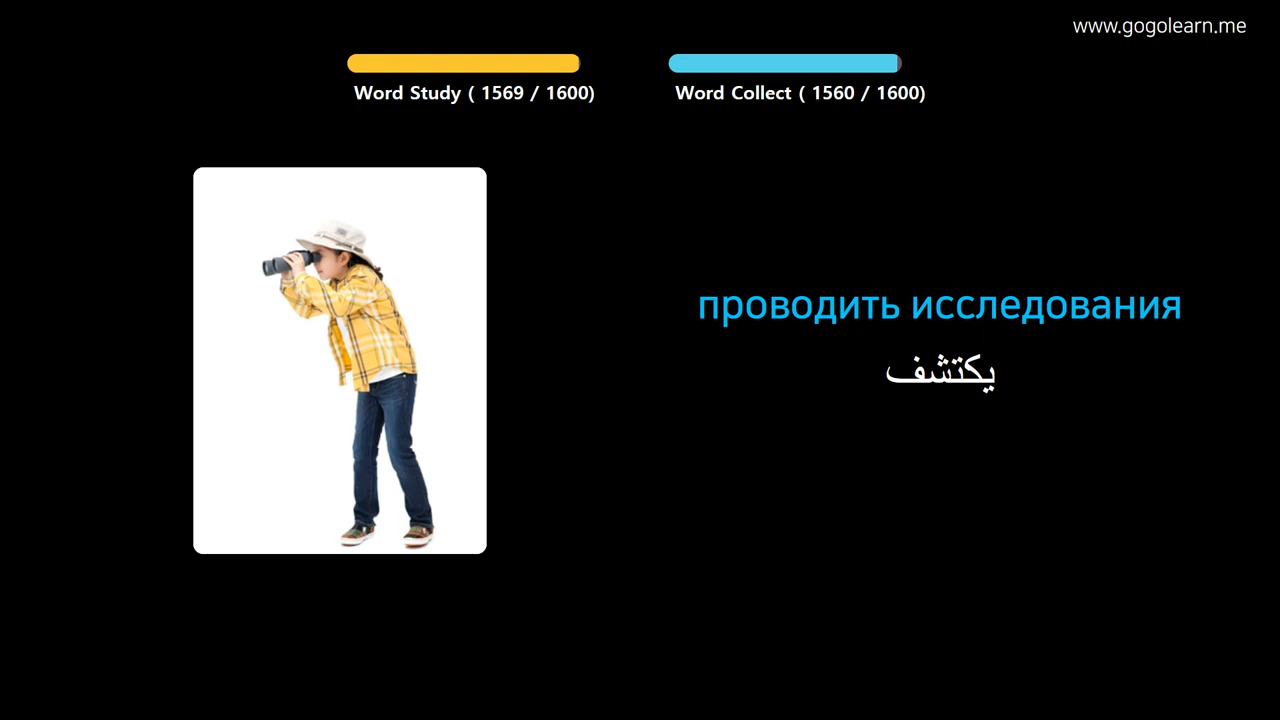 www.gogolearn.me
Word Study ( 1569 / 1600)
Word Collect ( 1560 / 1600)
проводить исследования
يكتشف